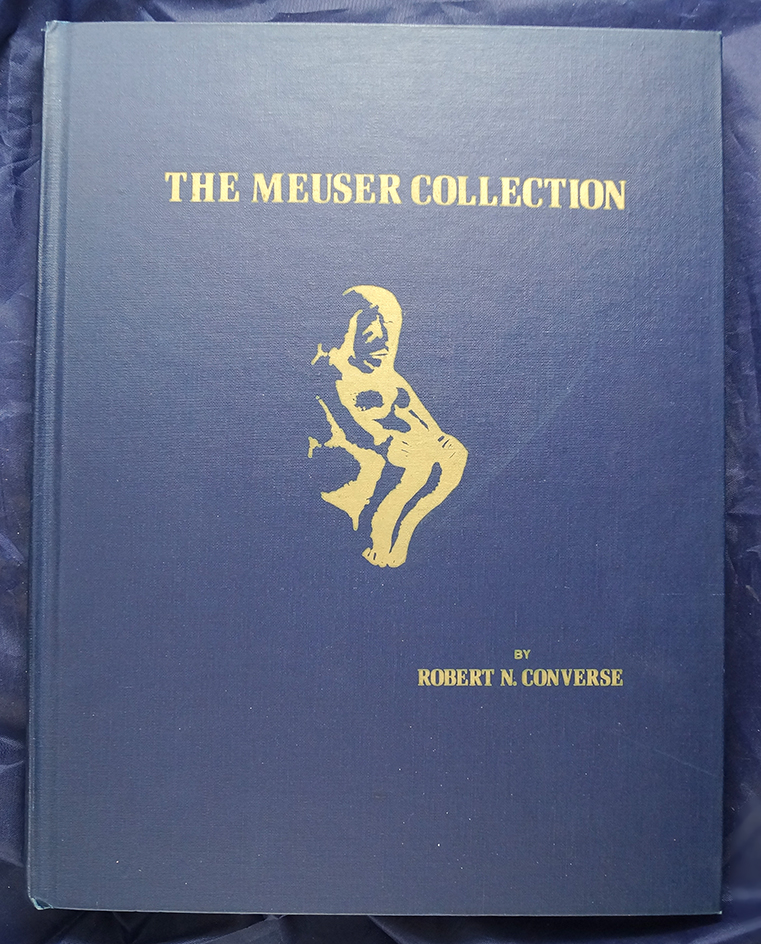 THE MEUSER COLLECTION
BY
ROBERT N. CONVERSE